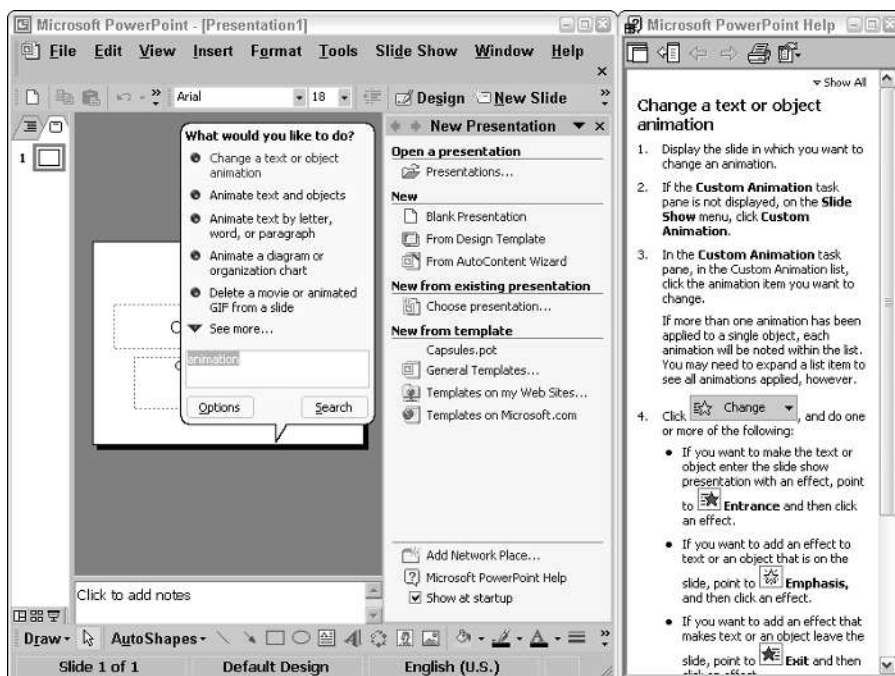 Microsoft PowerPoint - [Presentation1]
File Edit View Insert Format Tools Slide Show Window Help
Arial 18 Design New Slide
1
What would you like to do?
Change a text or object
animation
Animate text and objects
Animate text by letter,
word, or paragraph
Animate a diagram or
organization chart
Delete a movie or animated
GIF from a slide
See more...
animation
Options Search
New Presentation
Open a presentation
Presentations...
New
Blank Presentation
From Design Template
From AutoContent Wizard
New from existing presentation
Choose presentation...
New from template
Capsules.pot
General Templates...
Templates on my Web Sites...
Templates on Microsoft.com
Add Network Place...
Microsoft PowerPoint Help
Show at startup
Click to add notes
Draw AutoShapes
Slide 1 of 1 Default Design English (U.S.)
Microsoft PowerPoint Help
Show All
Change a text or object
animation
1. Display the slide in which you want to
change an animation.
2. If the Custom Animation task
pane is not displayed, on the Slide
Show menu, click Custom
Animation.
3. In the Custom Animation task
pane, in the Custom Animation list,
click the animation item you want to
change.
If more than one animation has been
applied to a single object, each
animation will be noted within the list.
You may need to expand a list item to
see all animations applied, however.
4. Click Change , and do one
or more of the following:
If you want to make the text or
object enter the slide show
presentation with an effect, point
to Entrance and then click
an effect.
If you want to add an effect to
text or an object that is on the
slide, point to Emphasis,
and then click an effect.
If you want to add an effect that
makes text or an object leave the
slide, point to Exit and then